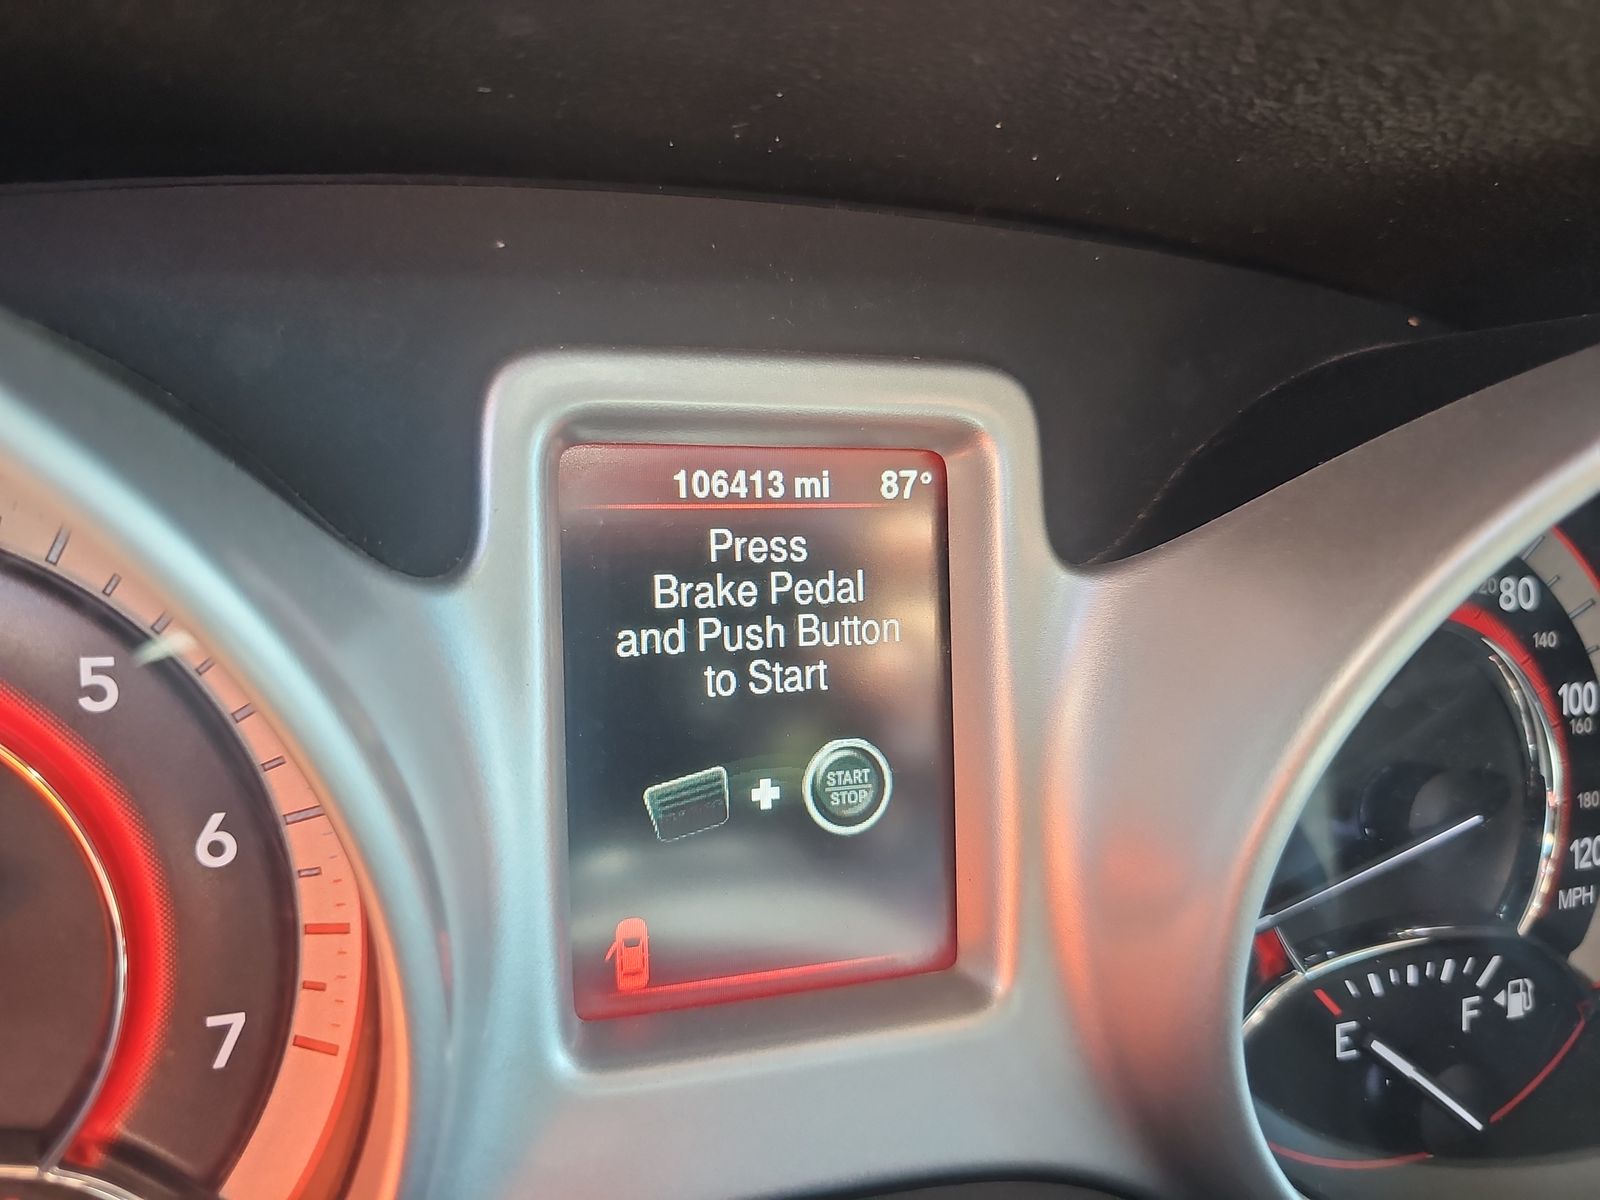 106413 mi 87°
Press
Brake Pedal
and Push Button
to Start
START
STOP
5
6
7
80
140
100
160
180
120
MPH
E
F